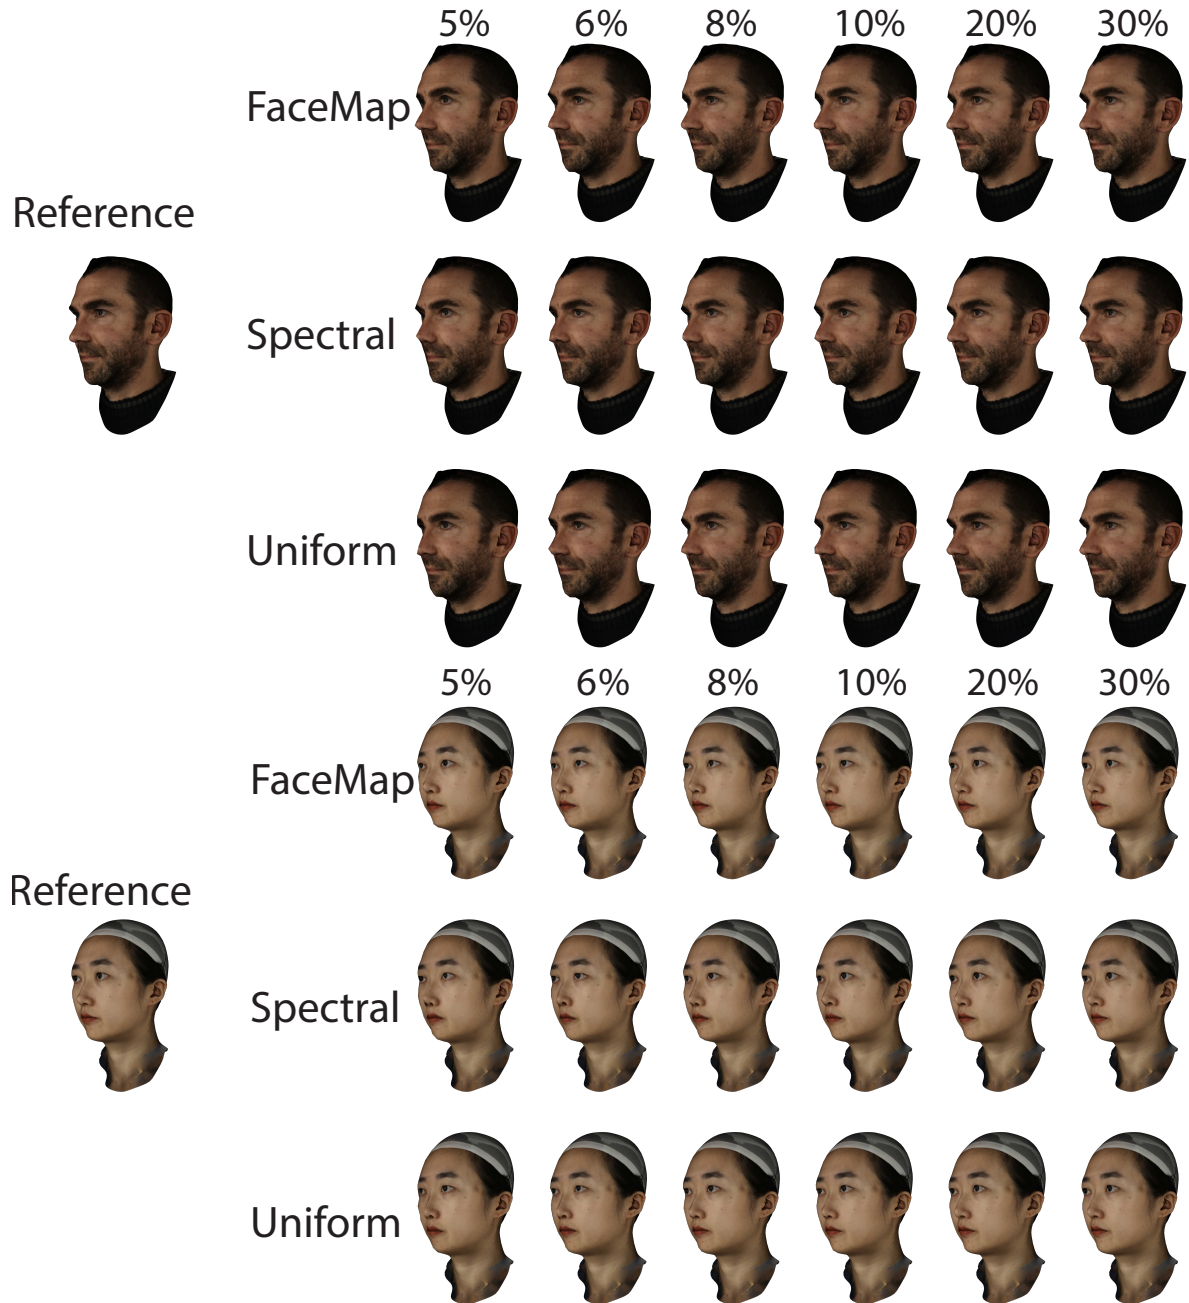 5% 6% 8% 10% 20% 30%
FaceMap
Reference
Spectral
Uniform
5% 6% 8% 10% 20% 30%
FaceMap
Reference
Spectral
Uniform